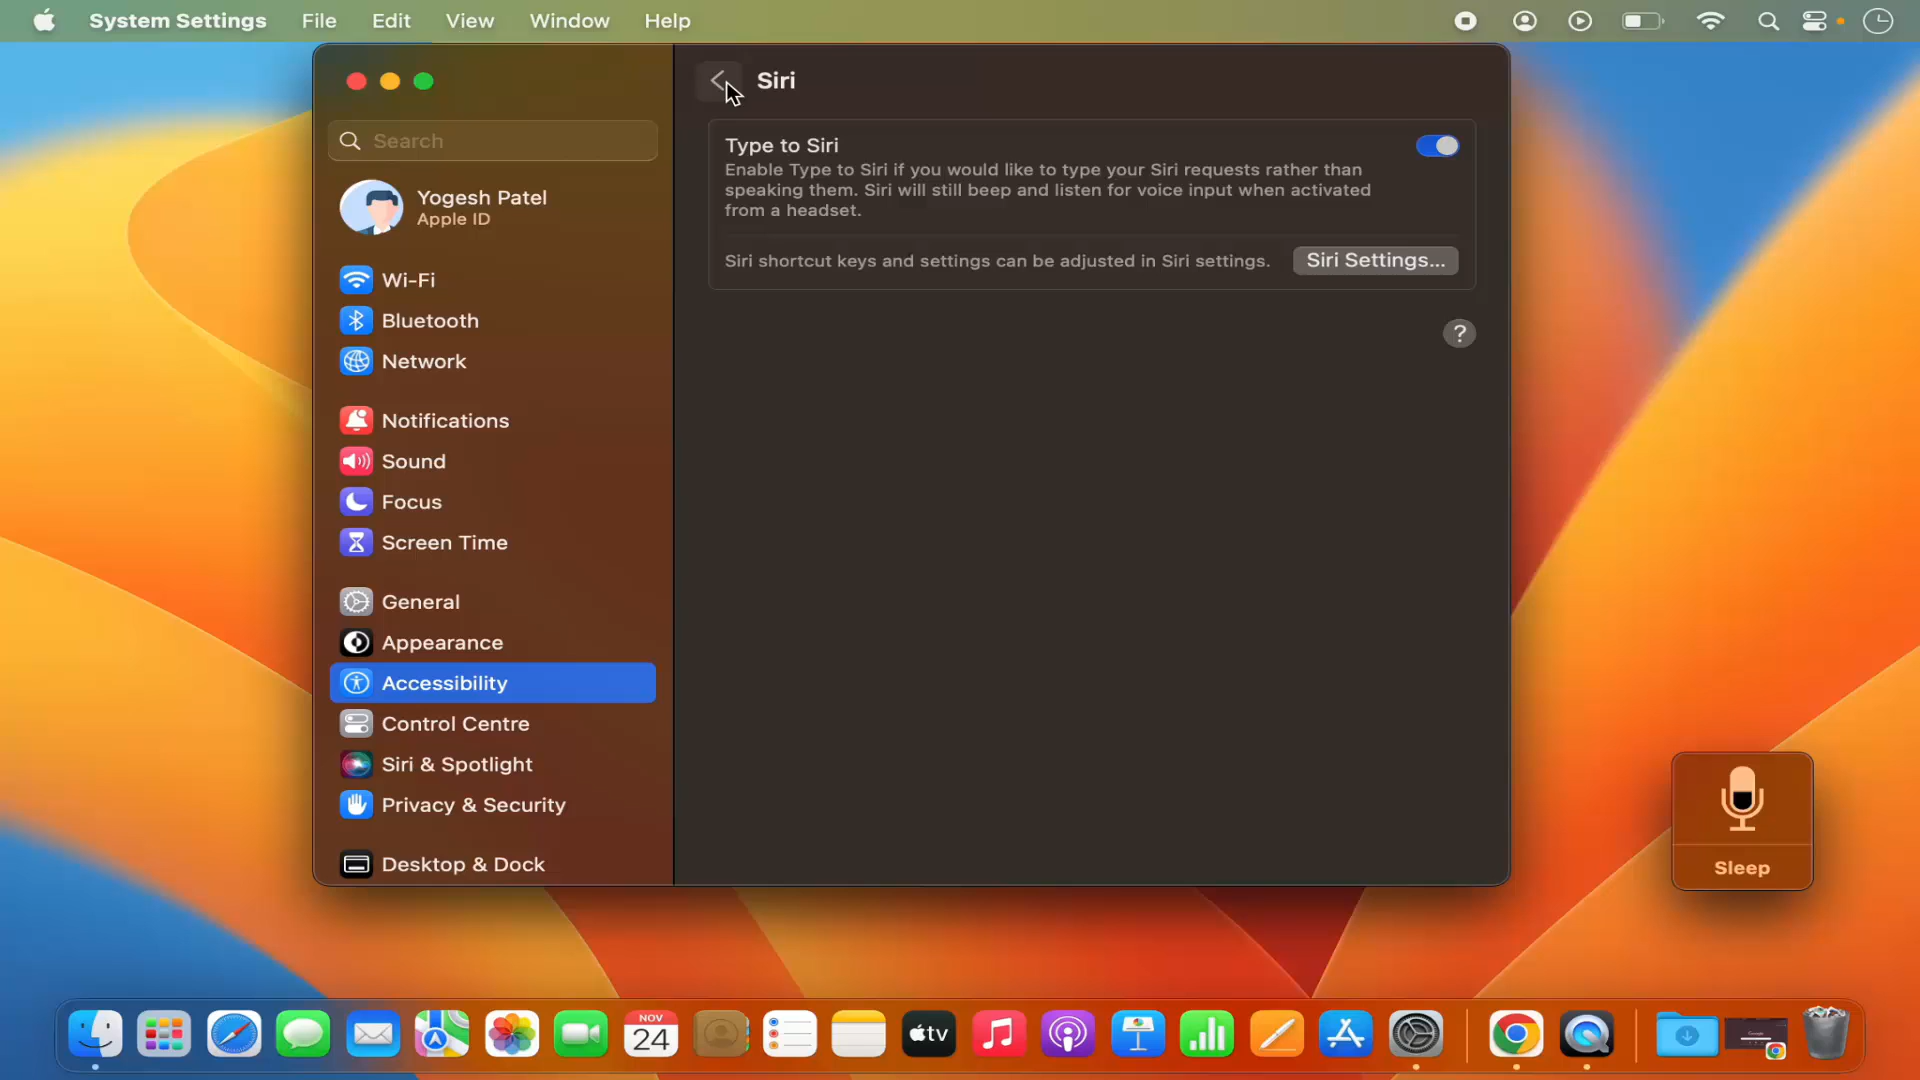 System Settings File Edit View Window Help
Siri
Search
Yogesh Patel
Apple ID
Wi-Fi
Bluetooth
Network
Notifications
Sound
Focus
Screen Time
General
Appearance
Accessibility
Control Centre
Siri & Spotlight
Privacy & Security
Desktop & Dock
Type to Siri
Enable Type to Siri if you would like to type your Siri requests rather than
speaking them. Siri will still beep and listen for voice input when activated
from a headset.
Siri shortcut keys and settings can be adjusted in Siri settings. Siri Settings...
?
Sleep
NOV
24
tv